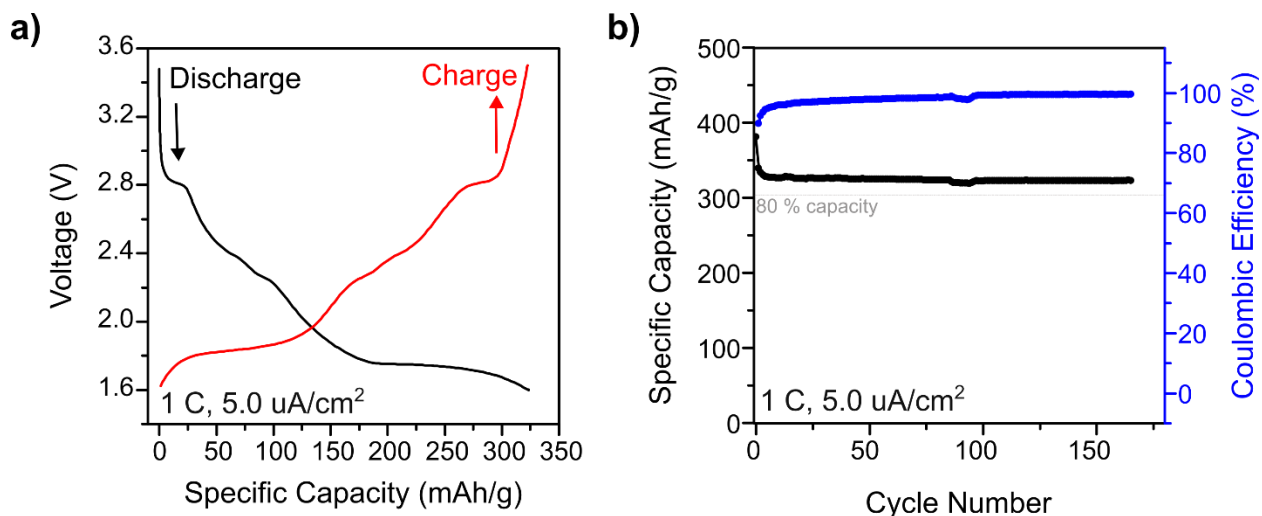 a)
3.6
3.2
2.8
2.4
2.0
1.6
Voltage (V)
Discharge
Charge
1 C, 5.0 uA/cm²
0 50 100 150 200 250 300 350
Specific Capacity (mAh/g)
b)
500
400
300
200
100
0
Specific Capacity (mAh/g)
80 % capacity
1 C, 5.0 uA/cm²
100
80
60
40
20
0
Coulombic Efficiency (%)
0 50 100 150
Cycle Number